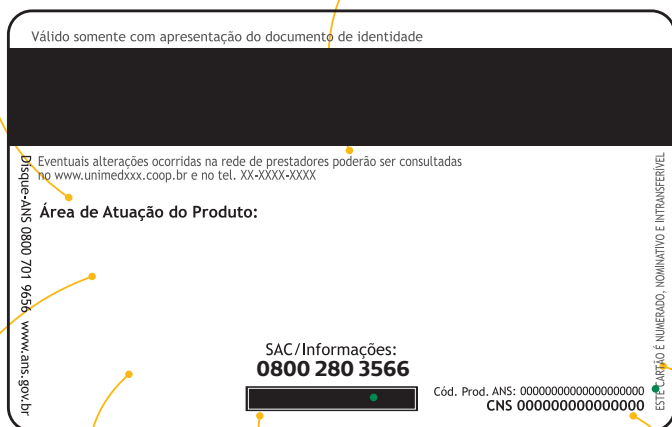 Válido somente com apresentação do documento de identidade
Eventuais alterações ocorridas na rede de prestadores poderão ser consultadas
no www.unimedxxx.coop.br e no tel. XX-XXXX-XXXX
Disque-ANS 0800 701 9656 www.ans.gov.br
Área de Atuação do Produto:
SAC/Informações:
0800 280 3566
Cód. Prod. ANS: 00000000000000000000
CNS 000000000000000
ESTE CARTÃO É NUMERADO, NOMINATIVO E INTRANSFERÍVEL